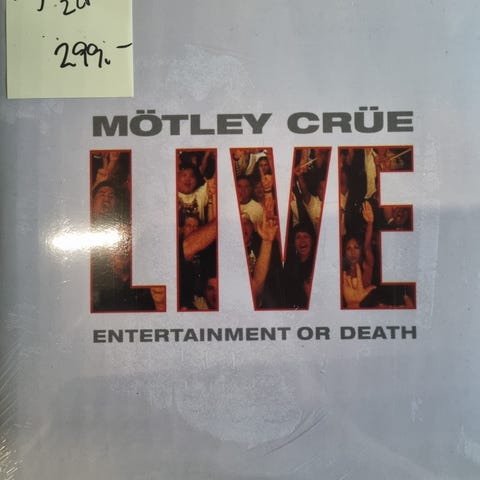 299.-
MÖTLEY CRÜE
LIVE
ENTERTAINMENT OR DEATH